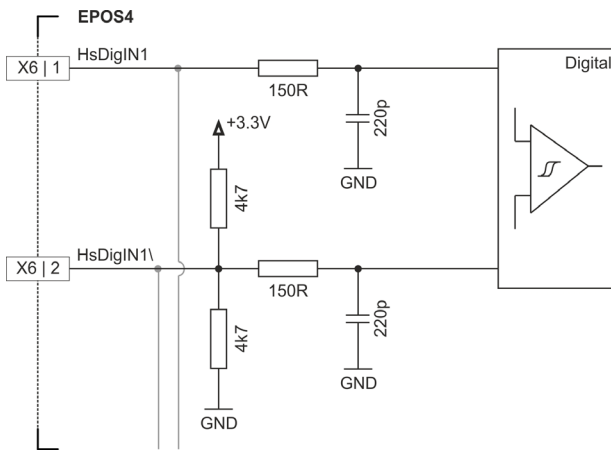 EPOS4
HsDigIN1
X6 | 1
Digital
150R
220p
+3.3V
GND
4k7
HsDigIN1\
X6 | 2
150R
220p
4k7
GND
GND